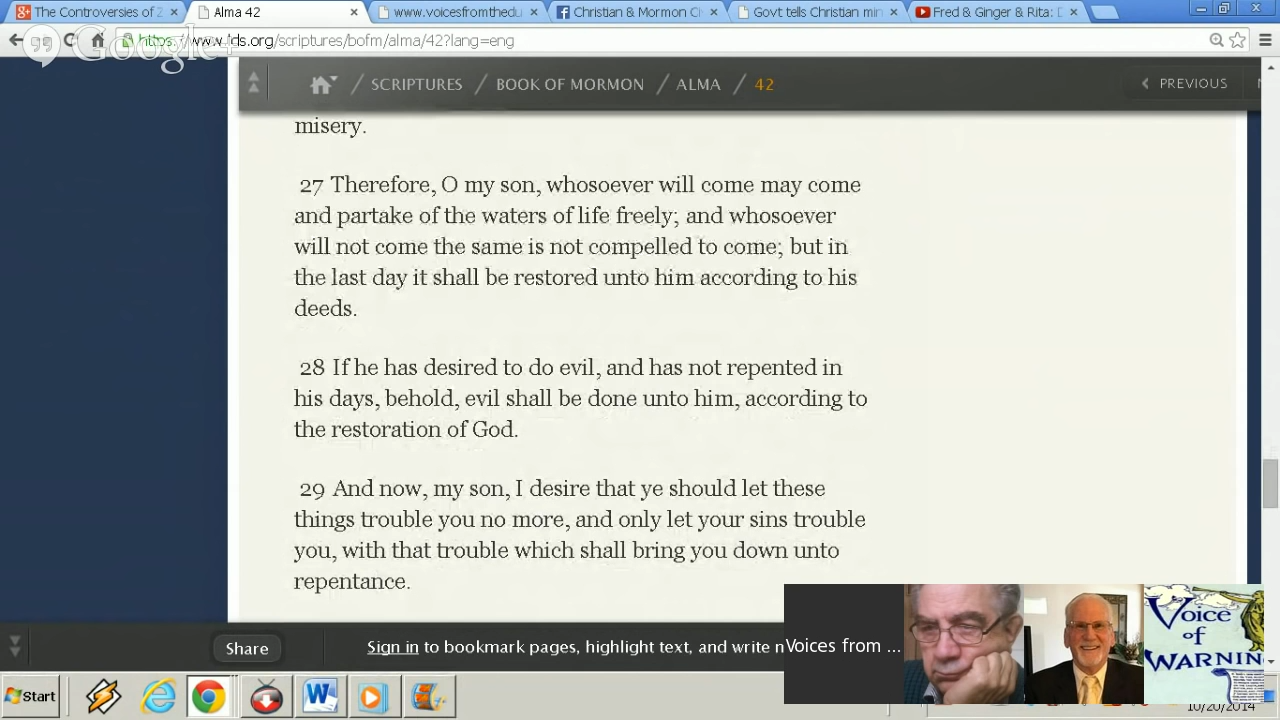 The Controversies of 2
Alma 42
www.voicesfromthedu
Christian & Mormon Ci
Govt tells Christian min
Fred & Ginger & Rita: D
Google+
https://www.lds.org/scriptures/bofm/alma/42?lang=eng
SCRIPTURES / BOOK OF MORMON / ALMA / 42
PREVIOUS
misery.
27 Therefore, O my son, whosoever will come may come
and partake of the waters of life freely; and whosoever
will not come the same is not compelled to come; but in
the last day it shall be restored unto him according to his
deeds.
28 If he has desired to do evil, and has not repented in
his days, behold, evil shall be done unto him, according to
the restoration of God.
29 And now, my son, I desire that ye should let these
things trouble you no more, and only let your sins trouble
you, with that trouble which shall bring you down unto
repentance.
Share
Sign in to bookmark pages, highlight text, and write n
Voices from ...
Voice
of
WARNIN
Start
10/20/2014